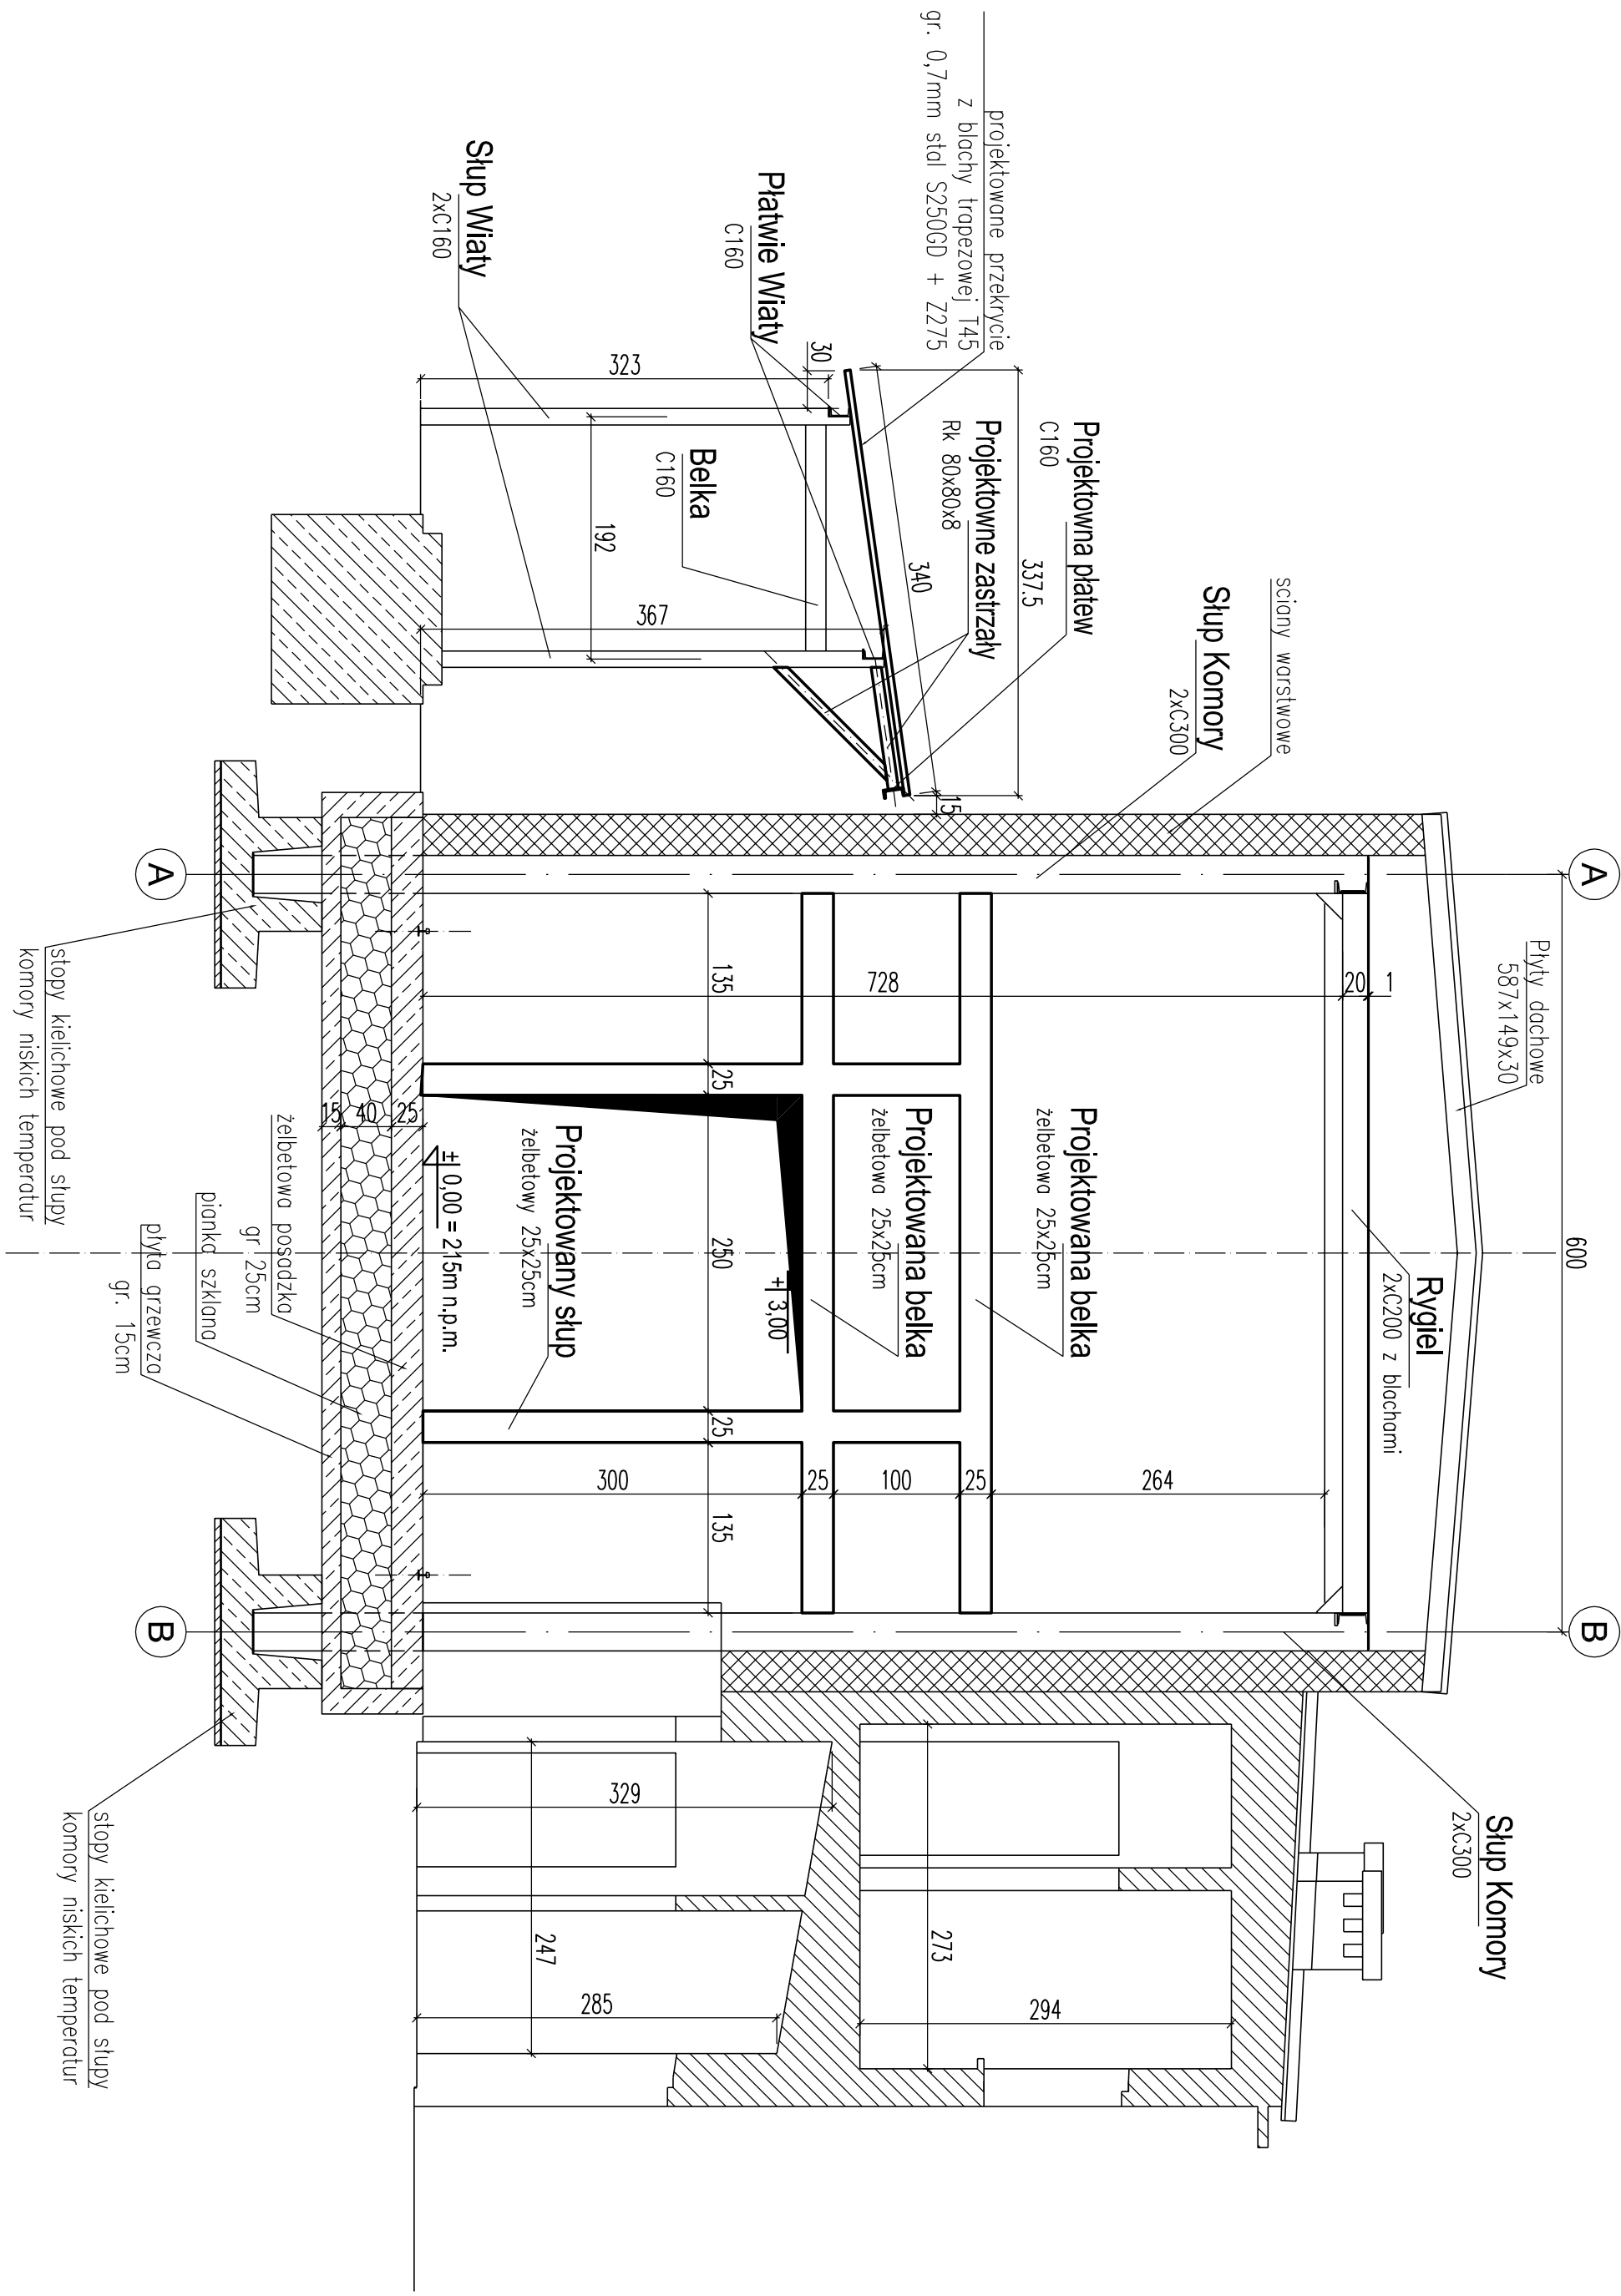 projektowane przekrycie
z blachy trapezowej T45
gr. 0,7mm stal S250GD + Z275
Płatwie Wiaty
C160
Słup Wiaty
2xC160
Projektowna płatew
C160
Projektowne zastrzały
Rk 80x80x8
Belka
C160
30
323
192
367
340
337.5
15
sciany warstwowe
Słup Komory
2xC300
A
A
600
B
B
Płyty dachowe
587x149x30
Rygiel
2xC200 z blachami
Słup Komory
2xC300
728
20
1
Projektowana belka
żelbetowa 25x25cm
Projektowana belka
żelbetowa 25x25cm
+ 3,00
Projektowany słup
żelbetowy 25x25cm
± 0,00 = 215m n.p.m.
135
25
250
25
135
300
25
100
25
264
15
40
25
żelbetowa posadzka
gr 25cm
pianka szklana
płyta grzewcza
gr. 15cm
stopy kielichowe pod słupy
komory niskich temperatur
stopy kielichowe pod słupy
komory niskich temperatur
329
247
285
273
294